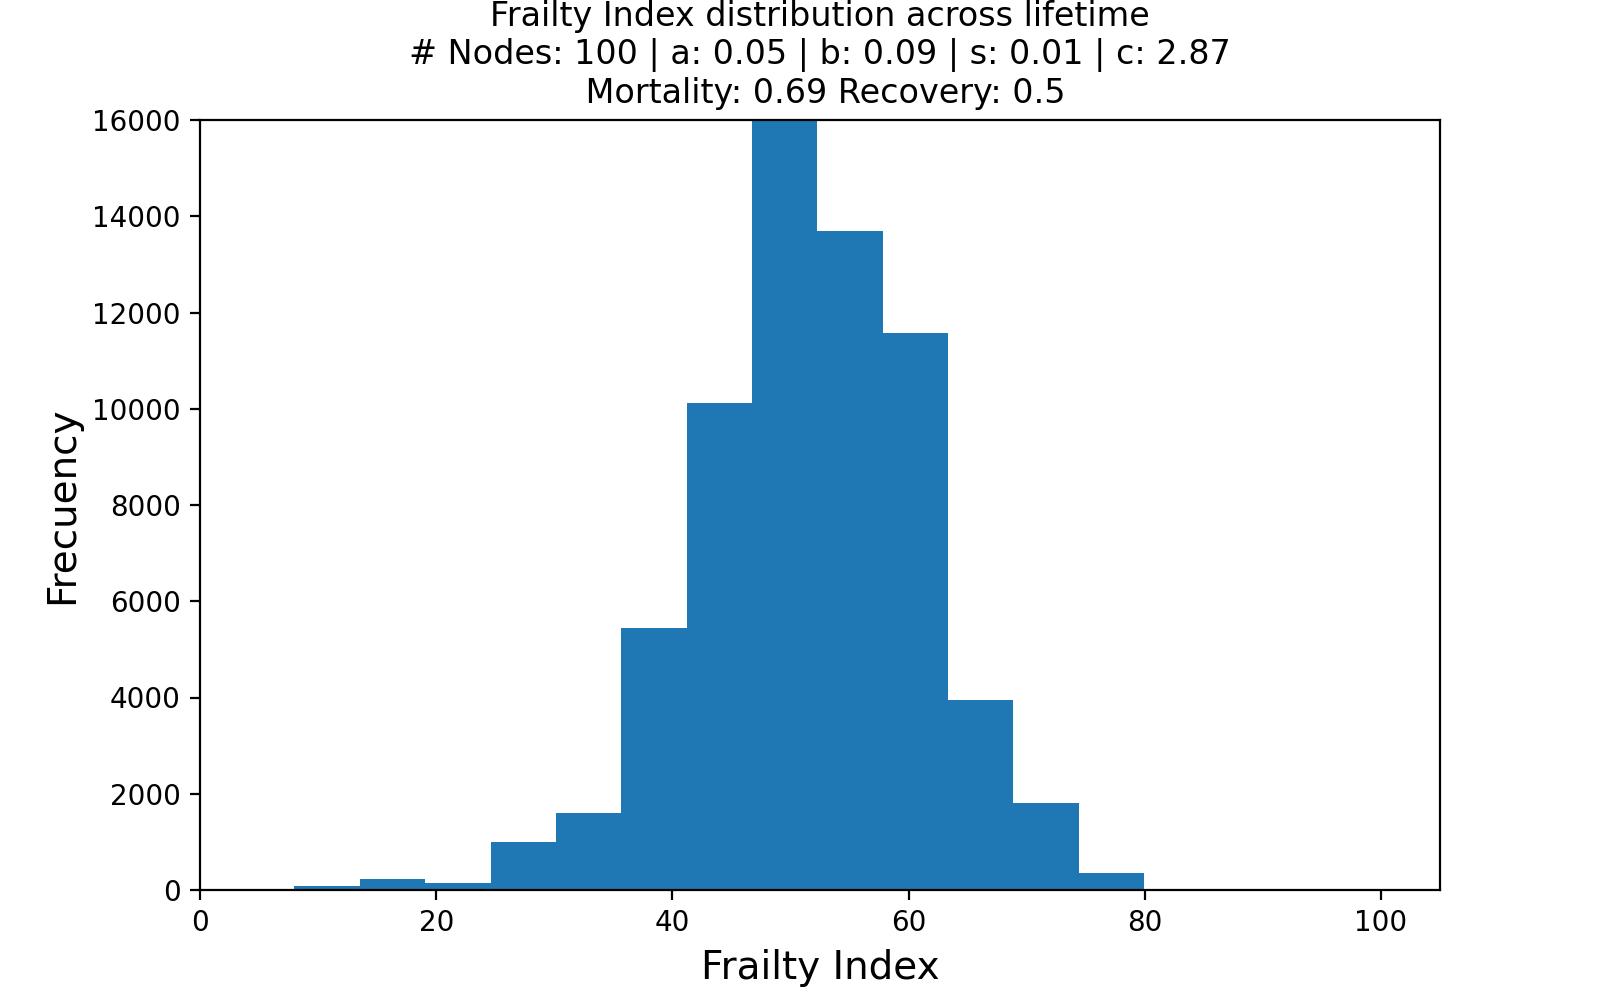 Frailty Index distribution across lifetime
# Nodes: 100 | a: 0.05 | b: 0.09 | s: 0.01 | c: 2.87
Mortality: 0.69 Recovery: 0.5
16000
14000
12000
10000
8000
6000
4000
2000
0
Frecuency
0 20 40 60 80 100
Frailty Index